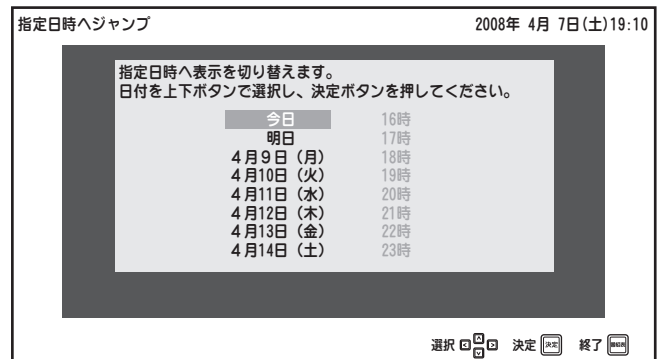 指定日時へジャンプ
2008年 4月 7日(土)19:10
指定日時へ表示を切り替えます。
日付を上下ボタンで選択し、決定ボタンを押してください。
今日 16時
明日 17時
4月9日（月） 18時
4月10日（火） 19時
4月11日（水） 20時
4月12日（木） 21時
4月13日（金） 22時
4月14日（土） 23時
選択 決定 決定 終了 番組表